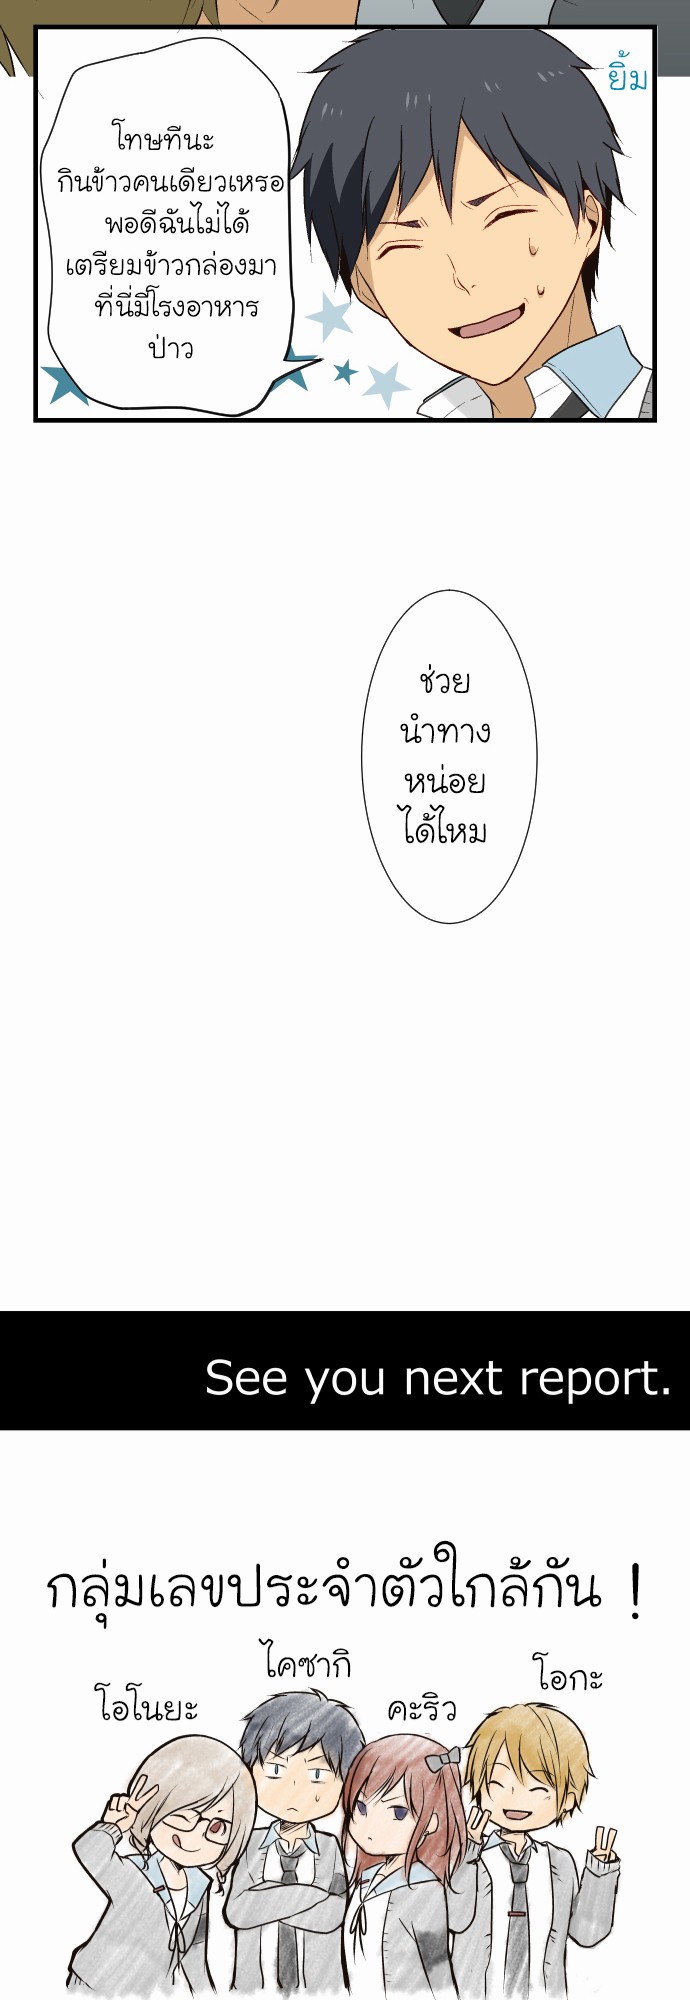 ยิ้ม
โทษทีนะ
กินข้าวคนเดียวเหรอ
พอดีฉันไม่ได้
เตรียมข้าวกล่องมา
ที่นี่มีโรงอาหาร
ป่าว
ช่วย
นำทาง
หน่อย
ได้ไหม
See you next report.
กลุ่มเลขประจำตัวใกล้กัน !
ไคซากิ
โอกะ
โอโนยะ
คะริว